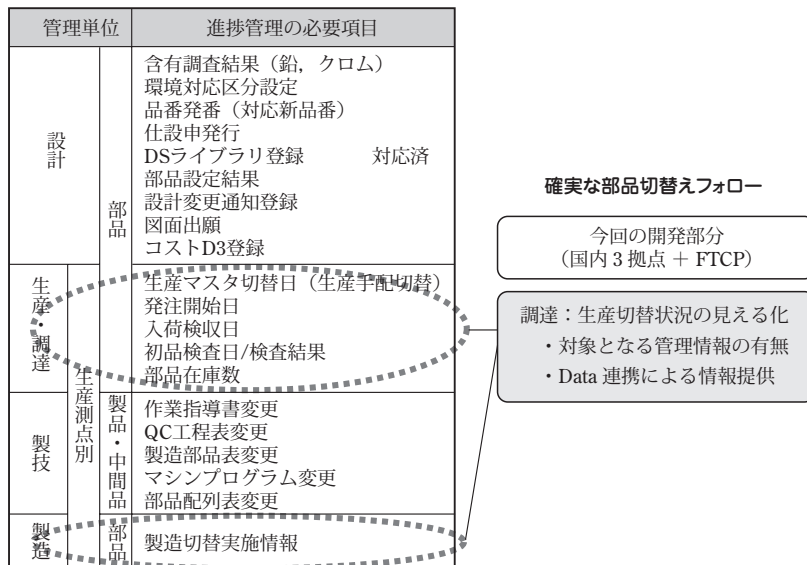 管理単位 進捗管理の必要項目
設計
部品
含有調査結果（鉛，クロム）
環境対応区分設定
品番発番（対応新品番）
仕設申発行
DSライブラリ登録 対応済
部品設定結果
設計変更通知登録
図面出願
コストD3登録
生産・調達
生産測点別
生産マスタ切替日（生産手配切替）
発注開始日
入荷検収日
初品検査日/検査結果
部品在庫数
製技
製品・中間品
作業指導書変更
QC工程表変更
製造部品表変更
マシンプログラム変更
部品配列表変更
製造
部品
製造切替実施情報
確実な部品切替えフォロー
今回の開発部分
（国内3拠点 ＋ FTCP）
調達：生産切替状況の見える化
・対象となる管理情報の有無
・Data 連携による情報提供